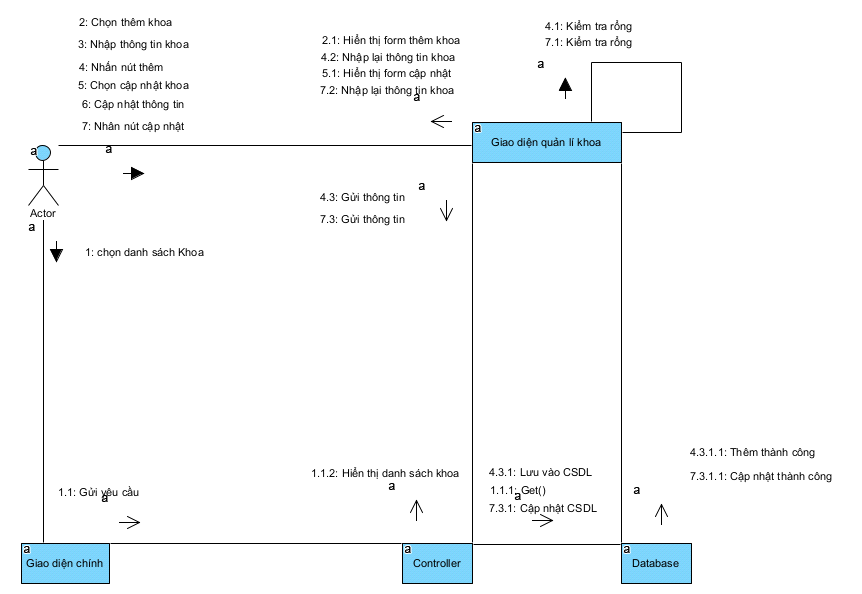 2: Chọn thêm khoa
3: Nhập thông tin khoa
4: Nhấn nút thêm
5: Chọn cập nhật khoa
6: Cập nhật thông tin
7: Nhân nút cập nhật
a
2.1: Hiển thị form thêm khoa
4.2: Nhập lại thông tin khoa
5.1: Hiển thị form cập nhật
7.2: Nhập lại thông tin khoa
a
4.1: Kiểm tra rổng
7.1: Kiểm tra rổng
a
a
Giao diện quản lí khoa
a
Actor
a
1: chọn danh sách Khoa
a
4.3: Gửi thông tin
7.3: Gửi thông tin
1.1: Gửi yêu cầu
a
1.1.2: Hiển thị danh sách khoa
a
4.3.1: Lưu vào CSDL
1.1.1: Get()
a
7.3.1: Cập nhật CSDL
4.3.1.1: Thêm thành công
7.3.1.1: Cập nhật thành công
a
a
Giao diện chính
a
Controller
a
Database